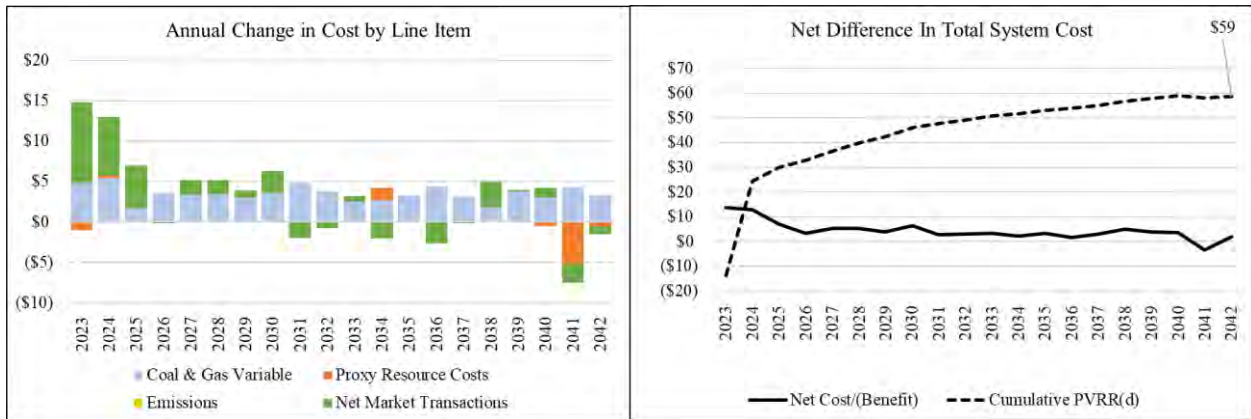 Annual Change in Cost by Line Item
$20
$15
$10
$5
$0
($5)
($10)
2023 2024 2025 2026 2027 2028 2029 2030 2031 2032 2033 2034 2035 2036 2037 2038 2039 2040 2041 2042
Coal & Gas Variable Proxy Resource Costs
Emissions Net Market Transactions
Net Difference In Total System Cost
$59
$70
$60
$50
$40
$30
$20
$10
$0
($10)
($20)
2023 2024 2025 2026 2027 2028 2029 2030 2031 2032 2033 2034 2035 2036 2037 2038 2039 2040 2041 2042
Net Cost/(Benefit) Cumulative PVRR(d)